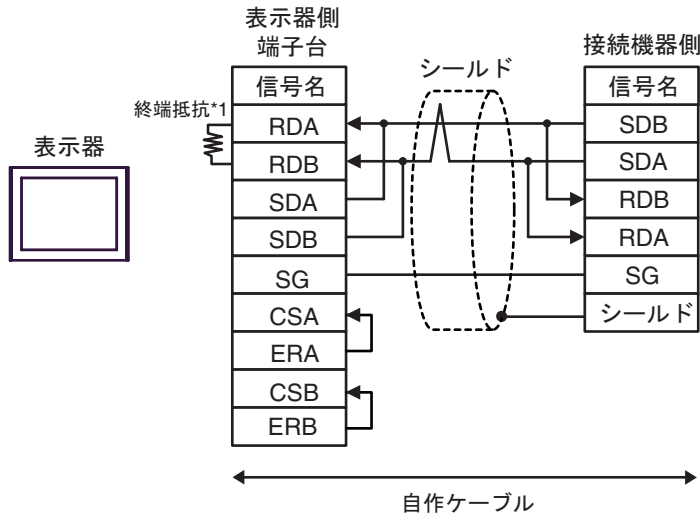 表示器側
端子台
接続機器側
シールド
信号名
信号名
終端抵抗*1
RDA
SDB
表示器
RDB
SDA
SDA
RDB
SDB
RDA
SG
SG
CSA
シールド
ERA
CSB
ERB
自作ケーブル